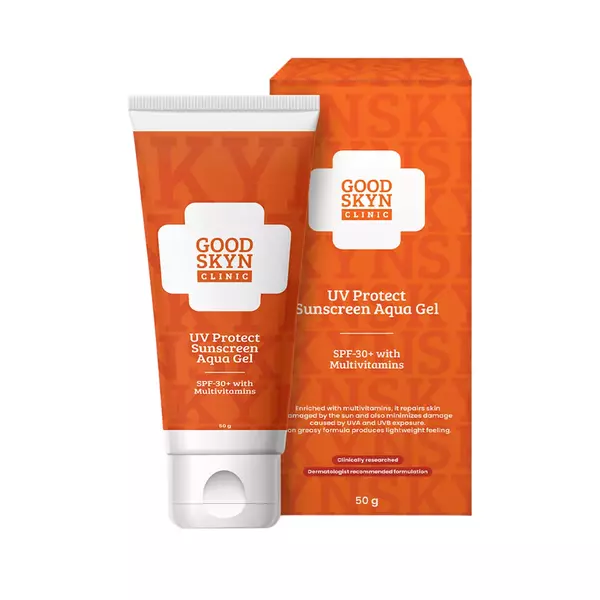 GOOD
SKYN
CLINIC
UV Protect
Sunscreen
Aqua Gel
SPF-30+ with
Multivitamins
50 g
GOOD
SKYN
CLINIC
UV Protect
Sunscreen Aqua Gel
SPF-30+ with
Multivitamins
Enriched with multivitamins, it repairs skin
damaged by the sun and also minimizes damage
caused by UVA and UVB exposure.
greasy formula produces lightweight feeling.
Clinically researched
Dermatologist recommended formulation
50 g